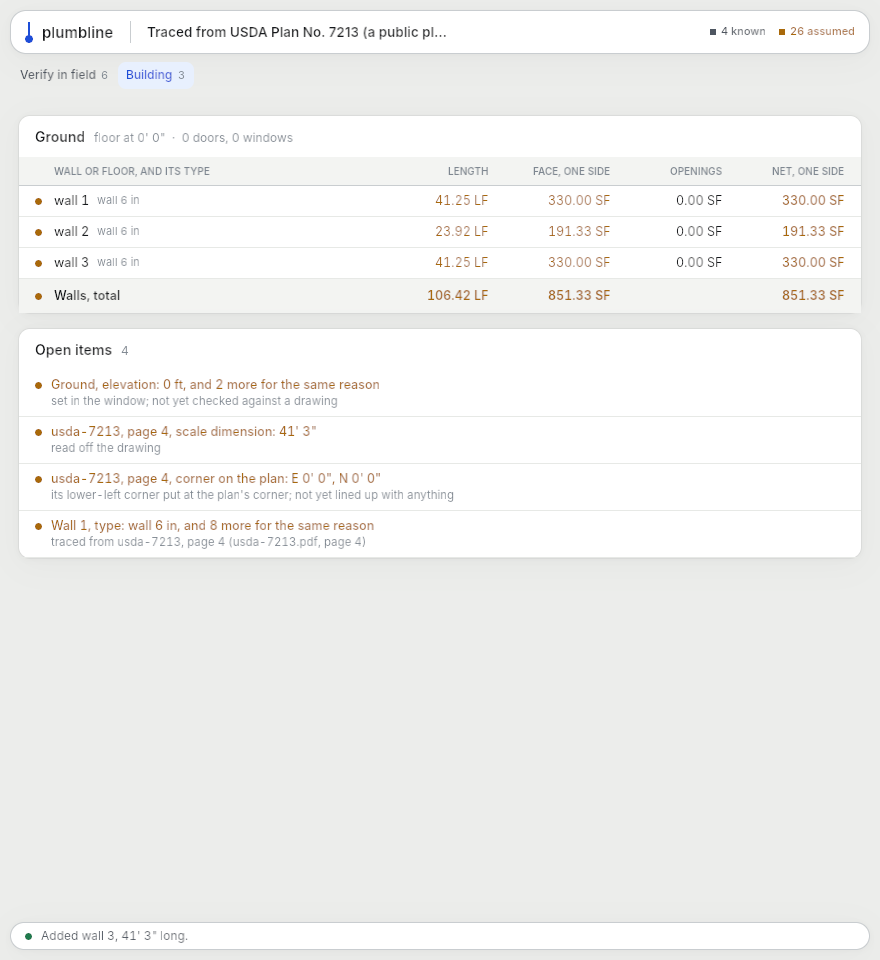 plumbline
Traced from USDA Plan No. 7213 (a public pl…
4 known 26 assumed
Verify in field 6 Building 3
Ground floor at 0' 0" · 0 doors, 0 windows
WALL OR FLOOR, AND ITS TYPE LENGTH FACE, ONE SIDE OPENINGS NET, ONE SIDE
wall 1 wall 6 in 41.25 LF 330.00 SF 0.00 SF 330.00 SF
wall 2 wall 6 in 23.92 LF 191.33 SF 0.00 SF 191.33 SF
wall 3 wall 6 in 41.25 LF 330.00 SF 0.00 SF 330.00 SF
Walls, total 106.42 LF 851.33 SF 851.33 SF
Open items 4
Ground, elevation: 0 ft, and 2 more for the same reason
set in the window; not yet checked against a drawing
usda-7213, page 4, scale dimension: 41' 3"
read off the drawing
usda-7213, page 4, corner on the plan: E 0' 0", N 0' 0"
its lower-left corner put at the plan's corner; not yet lined up with anything
Wall 1, type: wall 6 in, and 8 more for the same reason
traced from usda-7213, page 4 (usda-7213.pdf, page 4)
Added wall 3, 41' 3" long.